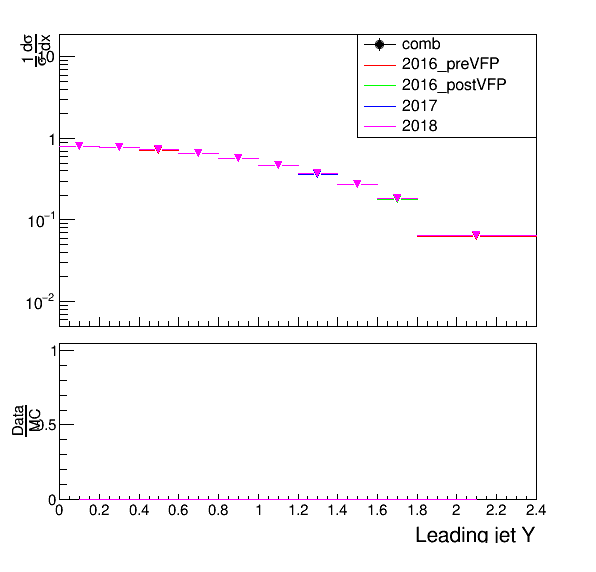 1 dσ
σ dx
10
1
10⁻¹
10⁻²
comb
2016_preVFP
2016_postVFP
2017
2018
Data
MC
1
0.5
0
0 0.2 0.4 0.6 0.8 1 1.2 1.4 1.6 1.8 2 2.2 2.4
Leading jet Y